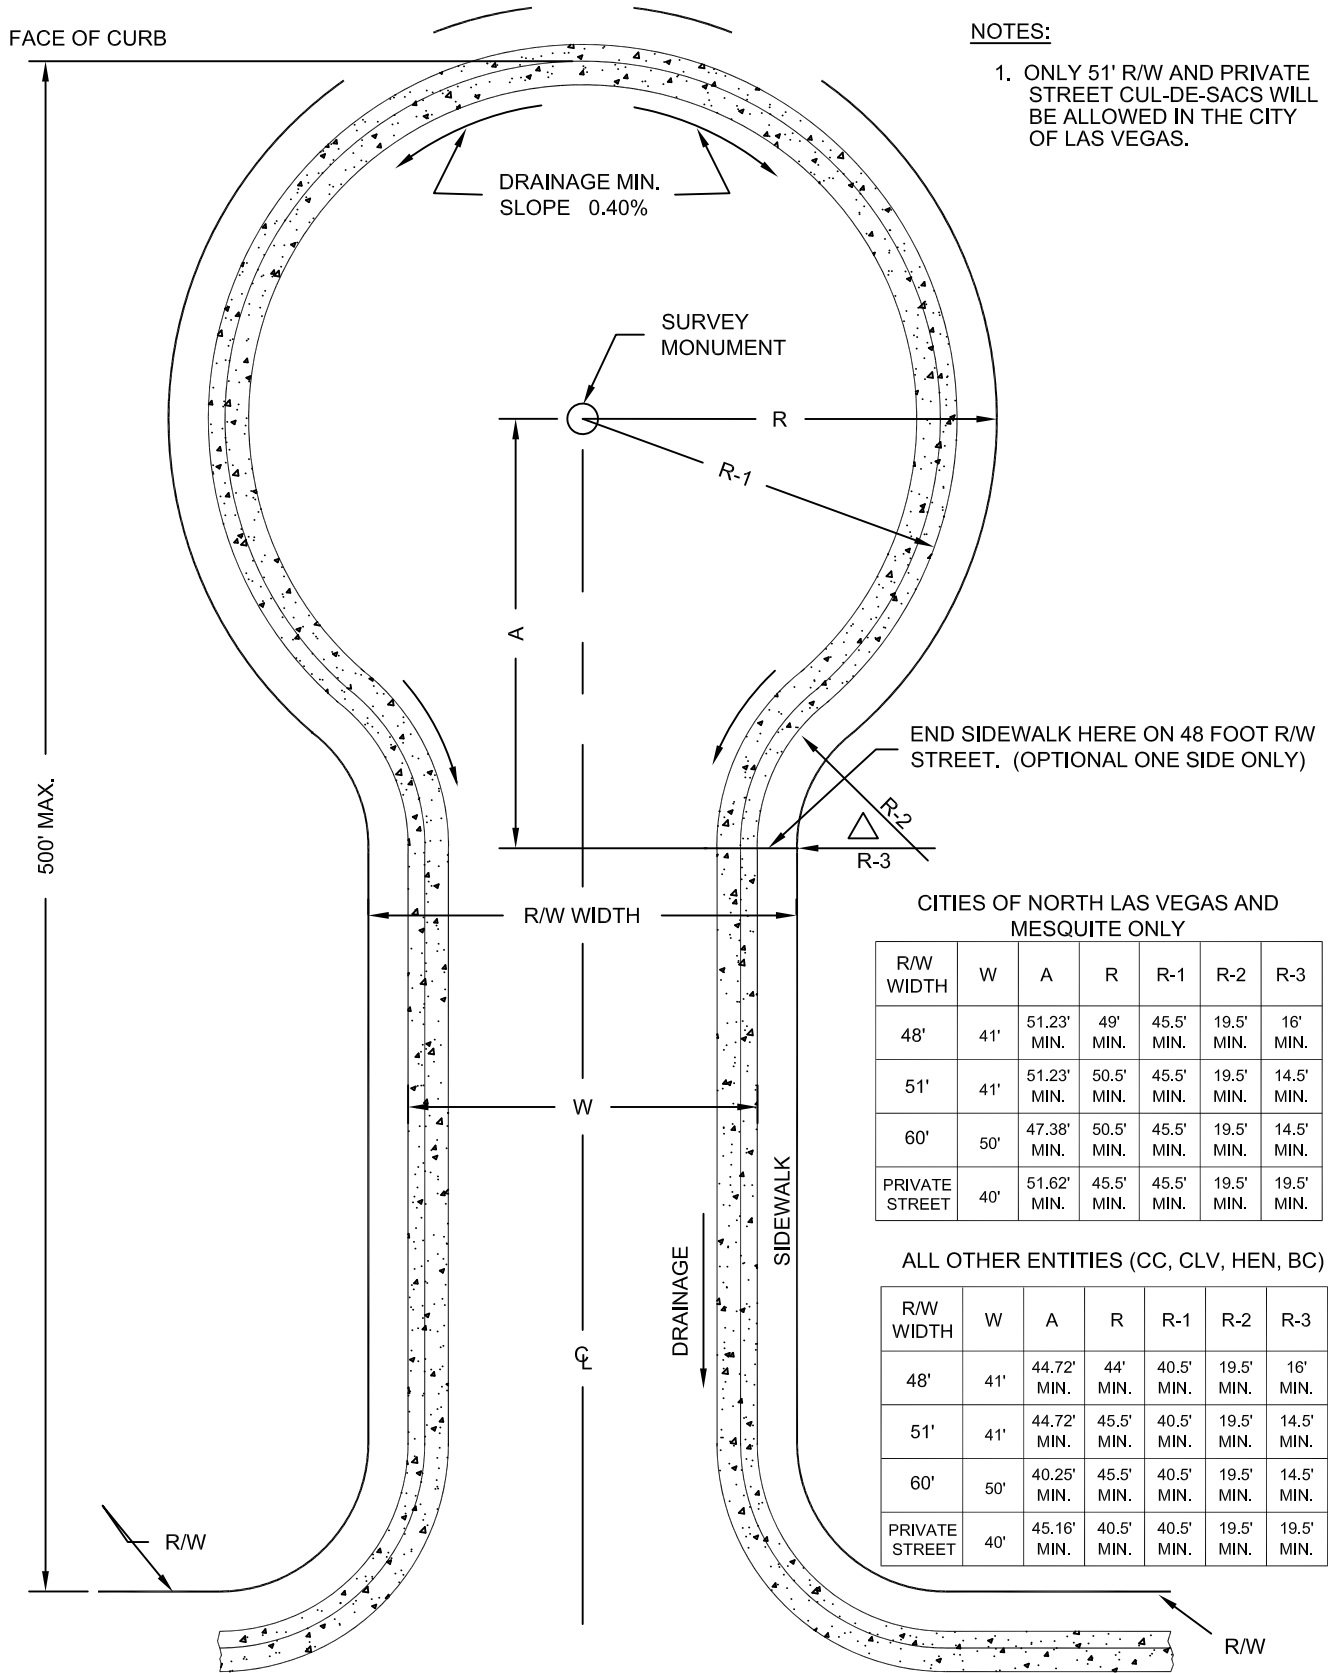 FACE OF CURB
NOTES:
1. ONLY 51' R/W AND PRIVATE
STREET CUL-DE-SACS WILL
BE ALLOWED IN THE CITY
OF LAS VEGAS.
DRAINAGE MIN.
SLOPE 0.40%
SURVEY
MONUMENT
R
R-1
A
500' MAX.
END SIDEWALK HERE ON 48 FOOT R/W
STREET. (OPTIONAL ONE SIDE ONLY)
R-2
R-3
R/W WIDTH
W
SIDEWALK
DRAINAGE
℄
R/W
R/W
CITIES OF NORTH LAS VEGAS AND
MESQUITE ONLY
R/W WIDTH W A R R-1 R-2 R-3
48' 41' 51.23' MIN. 49' MIN. 45.5' MIN. 19.5' MIN. 16' MIN.
51' 41' 51.23' MIN. 50.5' MIN. 45.5' MIN. 19.5' MIN. 14.5' MIN.
60' 50' 47.38' MIN. 50.5' MIN. 45.5' MIN. 19.5' MIN. 14.5' MIN.
PRIVATE STREET 40' 51.62' MIN. 45.5' MIN. 45.5' MIN. 19.5' MIN. 19.5' MIN.
ALL OTHER ENTITIES (CC, CLV, HEN, BC)
R/W WIDTH W A R R-1 R-2 R-3
48' 41' 44.72' MIN. 44' MIN. 40.5' MIN. 19.5' MIN. 16' MIN.
51' 41' 44.72' MIN. 45.5' MIN. 40.5' MIN. 19.5' MIN. 14.5' MIN.
60' 50' 40.25' MIN. 45.5' MIN. 40.5' MIN. 19.5' MIN. 14.5' MIN.
PRIVATE STREET 40' 45.16' MIN. 40.5' MIN. 40.5' MIN. 19.5' MIN. 19.5' MIN.